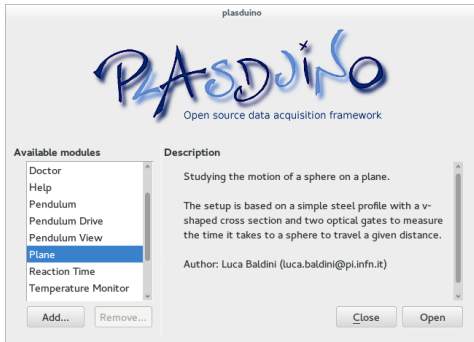 plasduino
PLASDUINO
Open source data acquisition framework
Available modules
Doctor
Help
Pendulum
Pendulum Drive
Pendulum View
Plane
Reaction Time
Temperature Monitor
Add...
Remove...
Description
Studying the motion of a sphere on a plane.
The setup is based on a simple steel profile with a v-
shaped cross section and two optical gates to measure
the time it takes to a sphere to travel a given distance.
Author: Luca Baldini (luca.baldini@pi.infn.it)
Close
Open